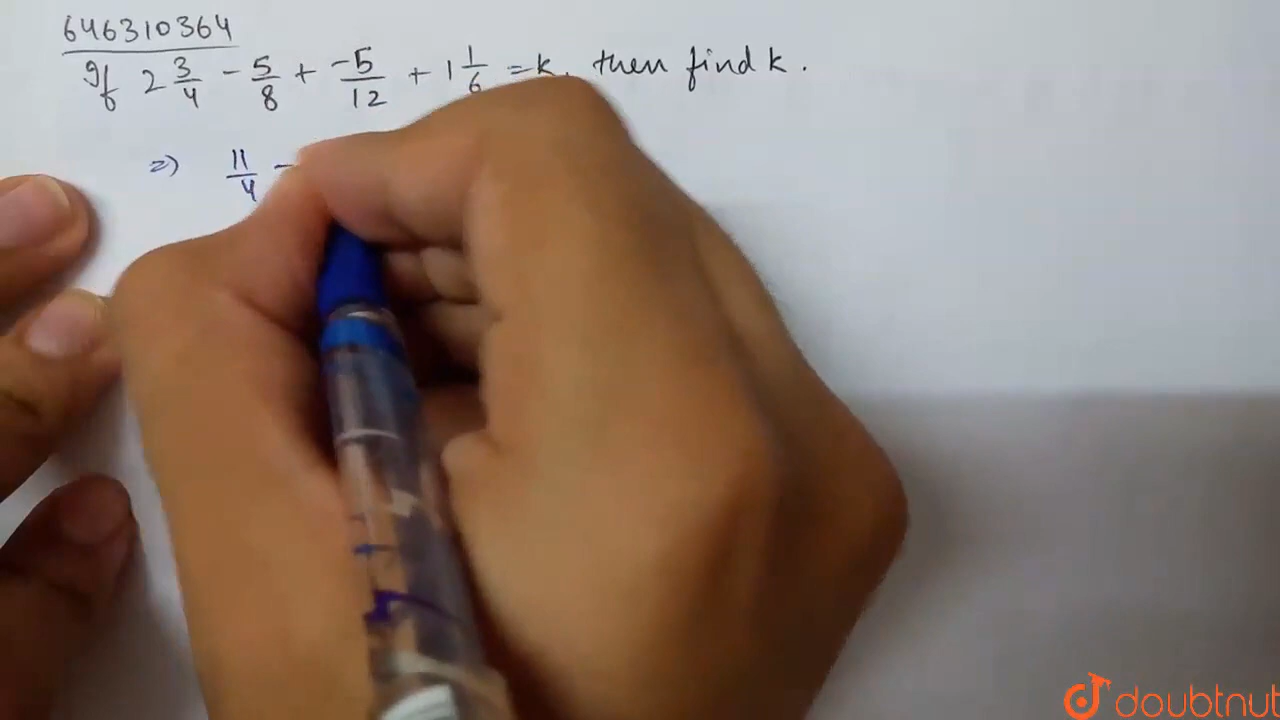 646310364
If 2 3/4 - 5/8 + -5/12 + 1 1/6 = k, then find k.
=) 11/4 -
doubtnut